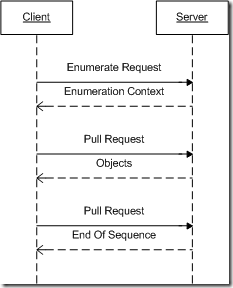 Client
Server
Enumerate Request
Enumeration Context
Pull Request
Objects
Pull Request
End Of Sequence